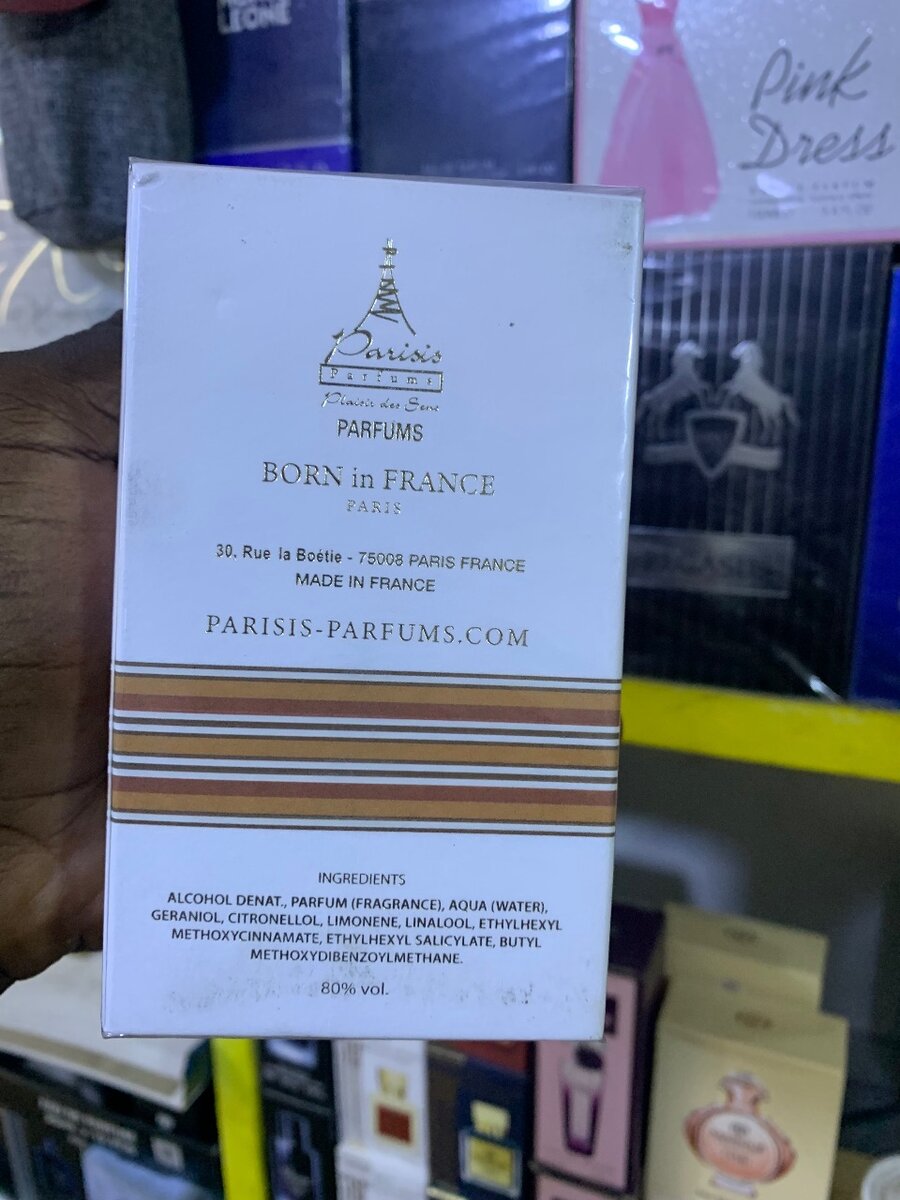 LEONE
Pink
Dress
Parisis
Parfums
Plaisir des Sens
PARFUMS
BORN in FRANCE
PARIS
30, Rue la Boétie - 75008 PARIS FRANCE
MADE IN FRANCE
PARISIS-PARFUMS.COM
INGREDIENTS
ALCOHOL DENAT., PARFUM (FRAGRANCE), AQUA (WATER),
GERANIOL, CITRONELLOL, LIMONENE, LINALOOL, ETHYLHEXYL
METHOXYCINNAMATE, ETHYLHEXYL SALICYLATE, BUTYL
METHOXYDIBENZOYLMETHANE.
80% vol.